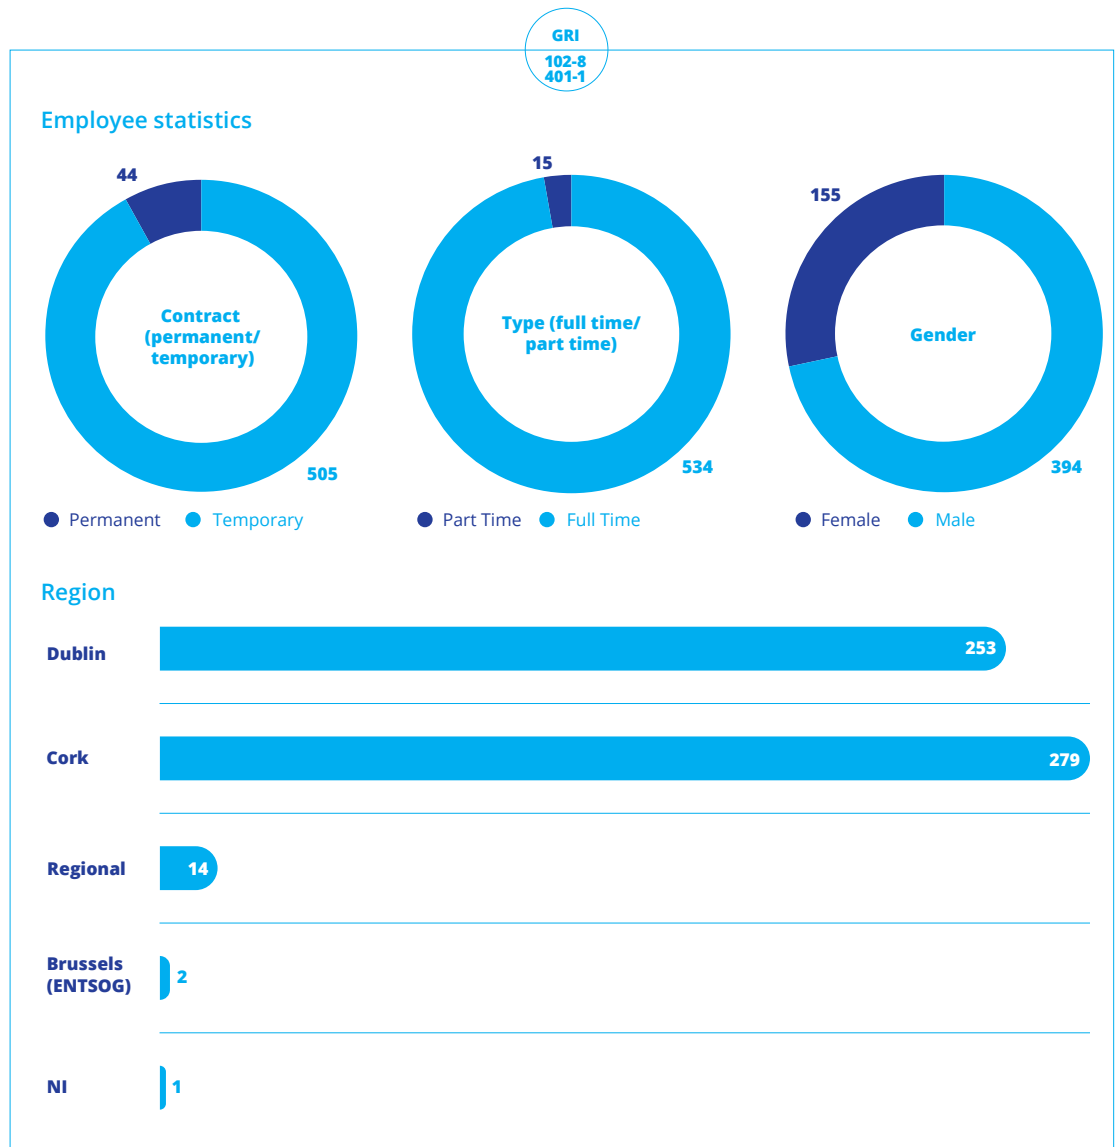 GRI
102-8
401-1
Employee statistics
44
Contract
(permanent/
temporary)
505
Permanent
Temporary
15
Type (full time/
part time)
534
Part Time
Full Time
155
Gender
394
Female
Male
Region
Dublin
253
Cork
279
Regional
14
Brussels
(ENTSOG)
2
NI
1